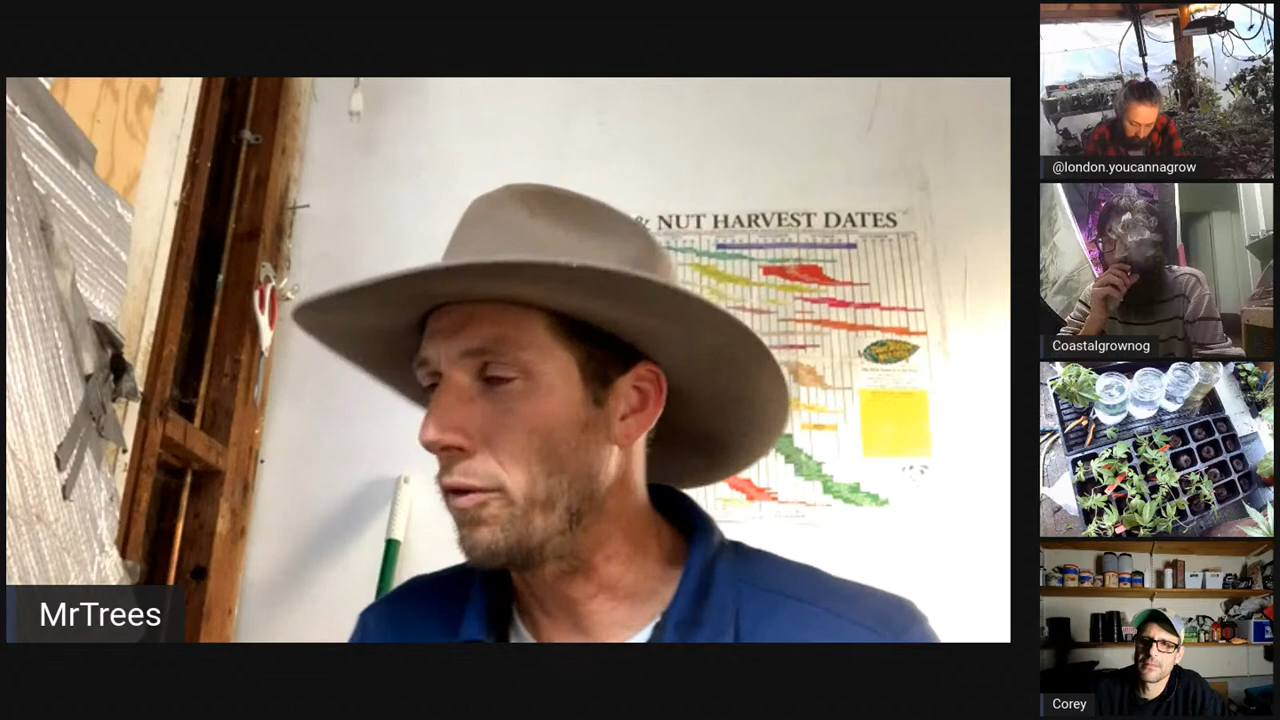 & NUT HARVEST DATES
MrTrees
@london.youcannagrow
Coastalgrownog
Corey